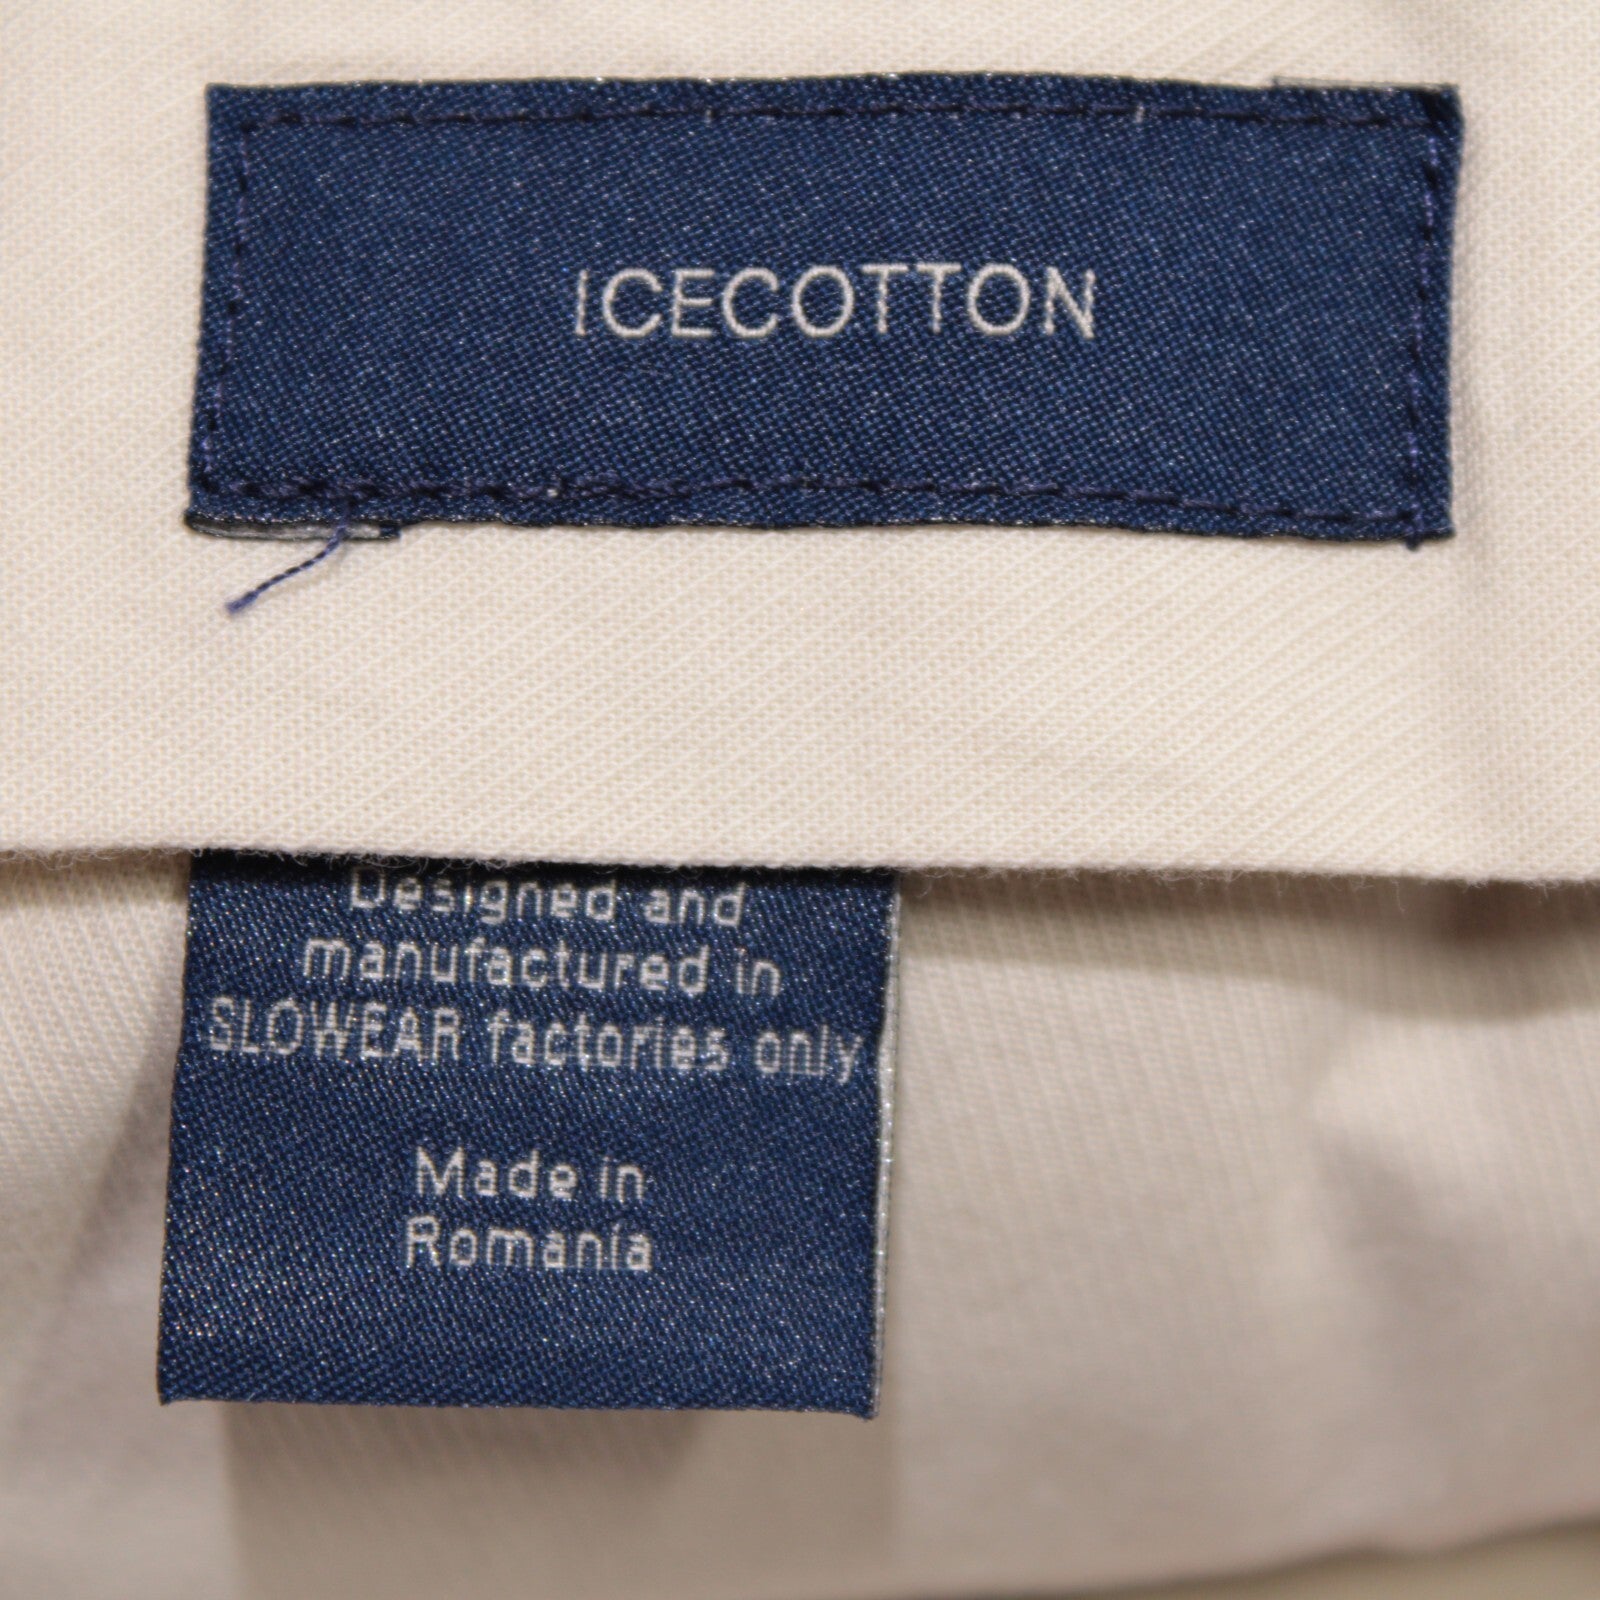 ICECOTTON
Designed and
manufactured in
SLOWEAR factories only
Made in
Romania